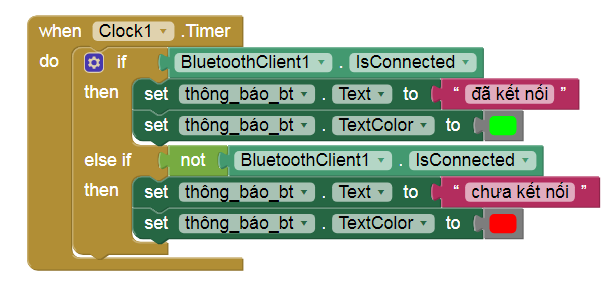 when Clock1 .Timer
do if BluetoothClient1 . IsConnected
then set thông_báo_bt . Text to “ đã kết nối ”
set thông_báo_bt . TextColor to
else if not BluetoothClient1 . IsConnected
then set thông_báo_bt . Text to “ chưa kết nối ”
set thông_báo_bt . TextColor to